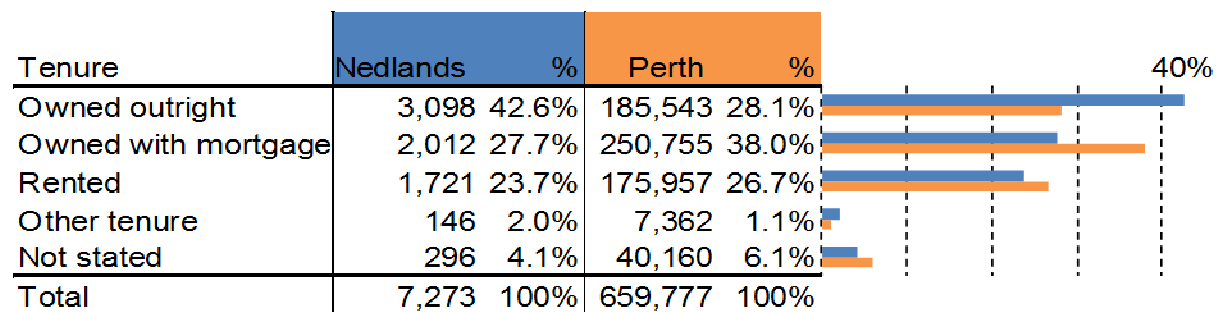 Tenure Nedlands % Perth % 40%
Owned outright 3,098 42.6% 185,543 28.1%
Owned with mortgage 2,012 27.7% 250,755 38.0%
Rented 1,721 23.7% 175,957 26.7%
Other tenure 146 2.0% 7,362 1.1%
Not stated 296 4.1% 40,160 6.1%
Total 7,273 100% 659,777 100%